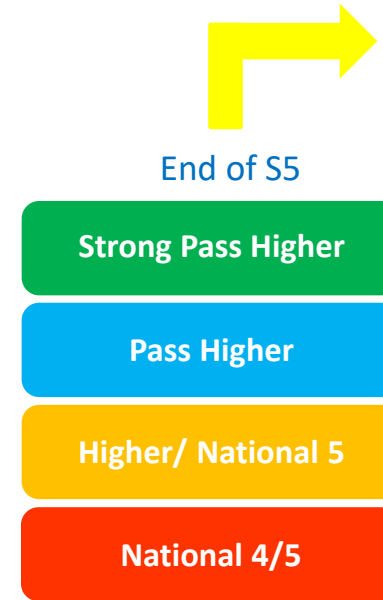 End of S5
Strong Pass Higher
Pass Higher
Higher/ National 5
National 4/5